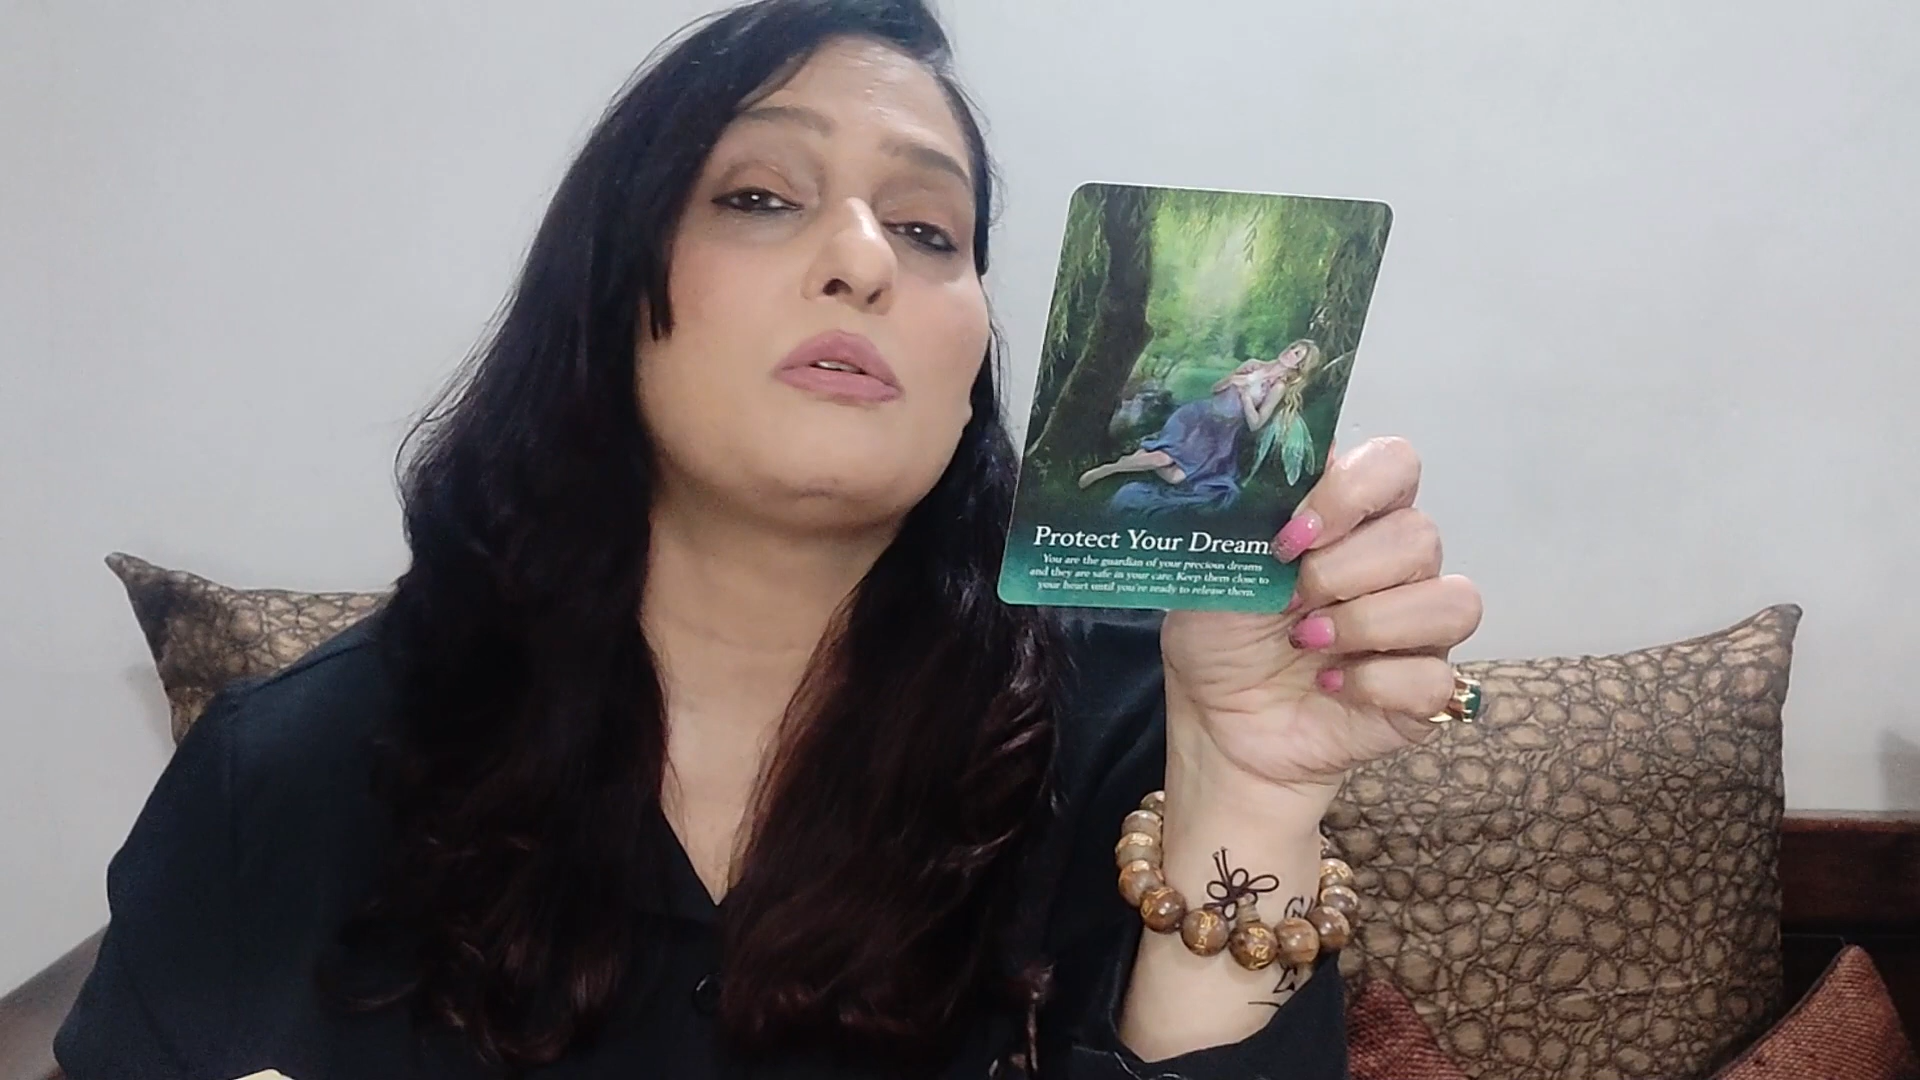 Protect Your Dream
You are the guardian of your precious dreams
and they are safe in your care. Keep them close to
your heart until you're ready to release them.